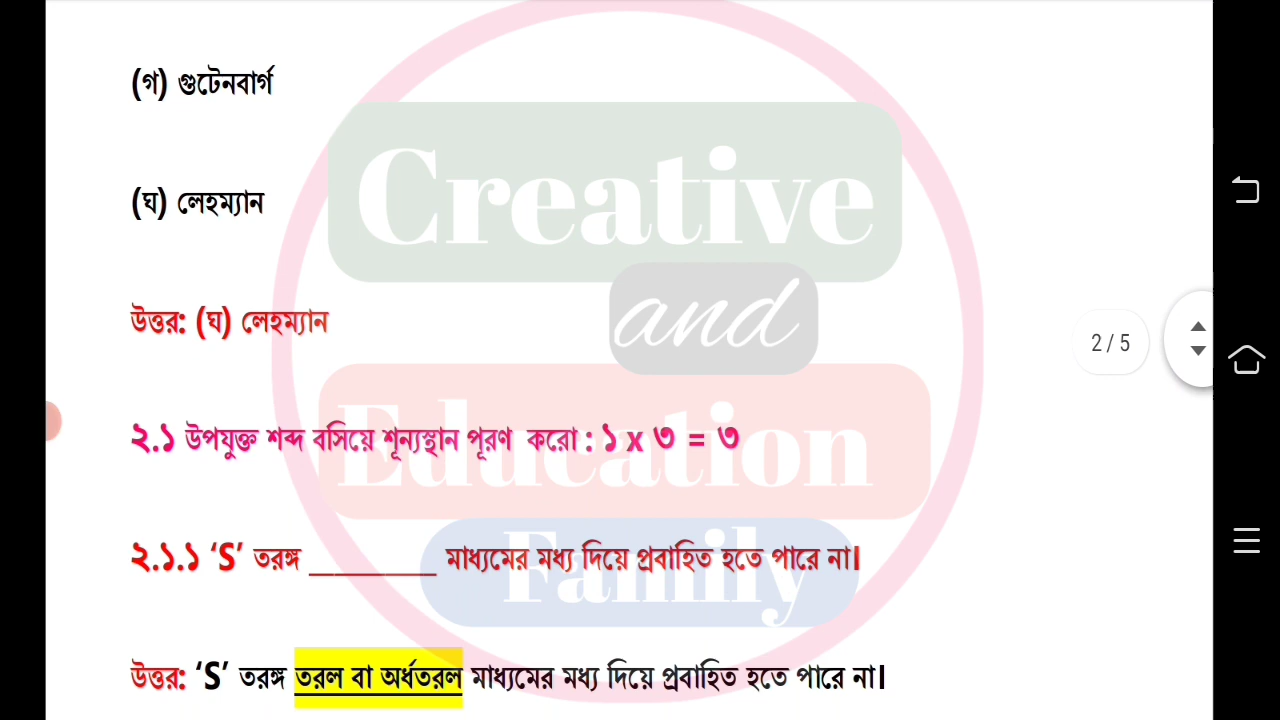 (গ) গুটেনবার্গ
(ঘ) লেহম্যান
উত্তর: (ঘ) লেহম্যান
২.১ উপযুক্ত শব্দ বসিয়ে শূন্যস্থান পূরণ করো : ১ x ৩ = ৩
২.১.১ ‘S’ তরঙ্গ ________ মাধ্যমের মধ্য দিয়ে প্রবাহিত হতে পারে না।
উত্তর: ‘S’ তরঙ্গ তরল বা অর্ধতরল মাধ্যমের মধ্য দিয়ে প্রবাহিত হতে পারে না।
Creative
and
Education
Family
2 / 5